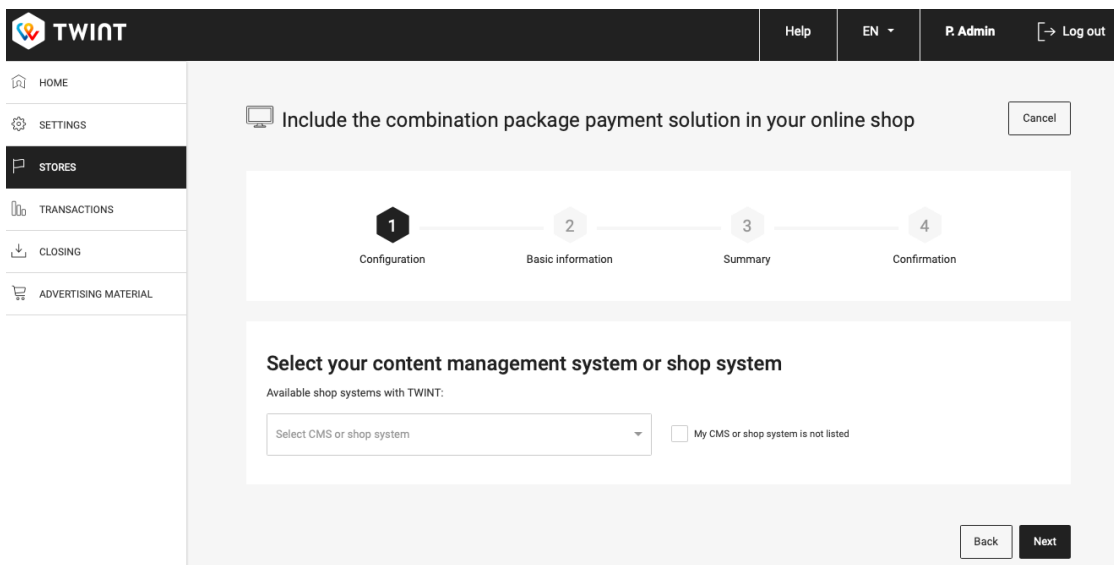 TWINT
Help
EN
P. Admin
Log out
HOME
SETTINGS
STORES
TRANSACTIONS
CLOSING
ADVERTISING MATERIAL
Include the combination package payment solution in your online shop
Cancel
1
2
3
4
Configuration
Basic information
Summary
Confirmation
Select your content management system or shop system
Available shop systems with TWINT:
Select CMS or shop system
My CMS or shop system is not listed
Back
Next